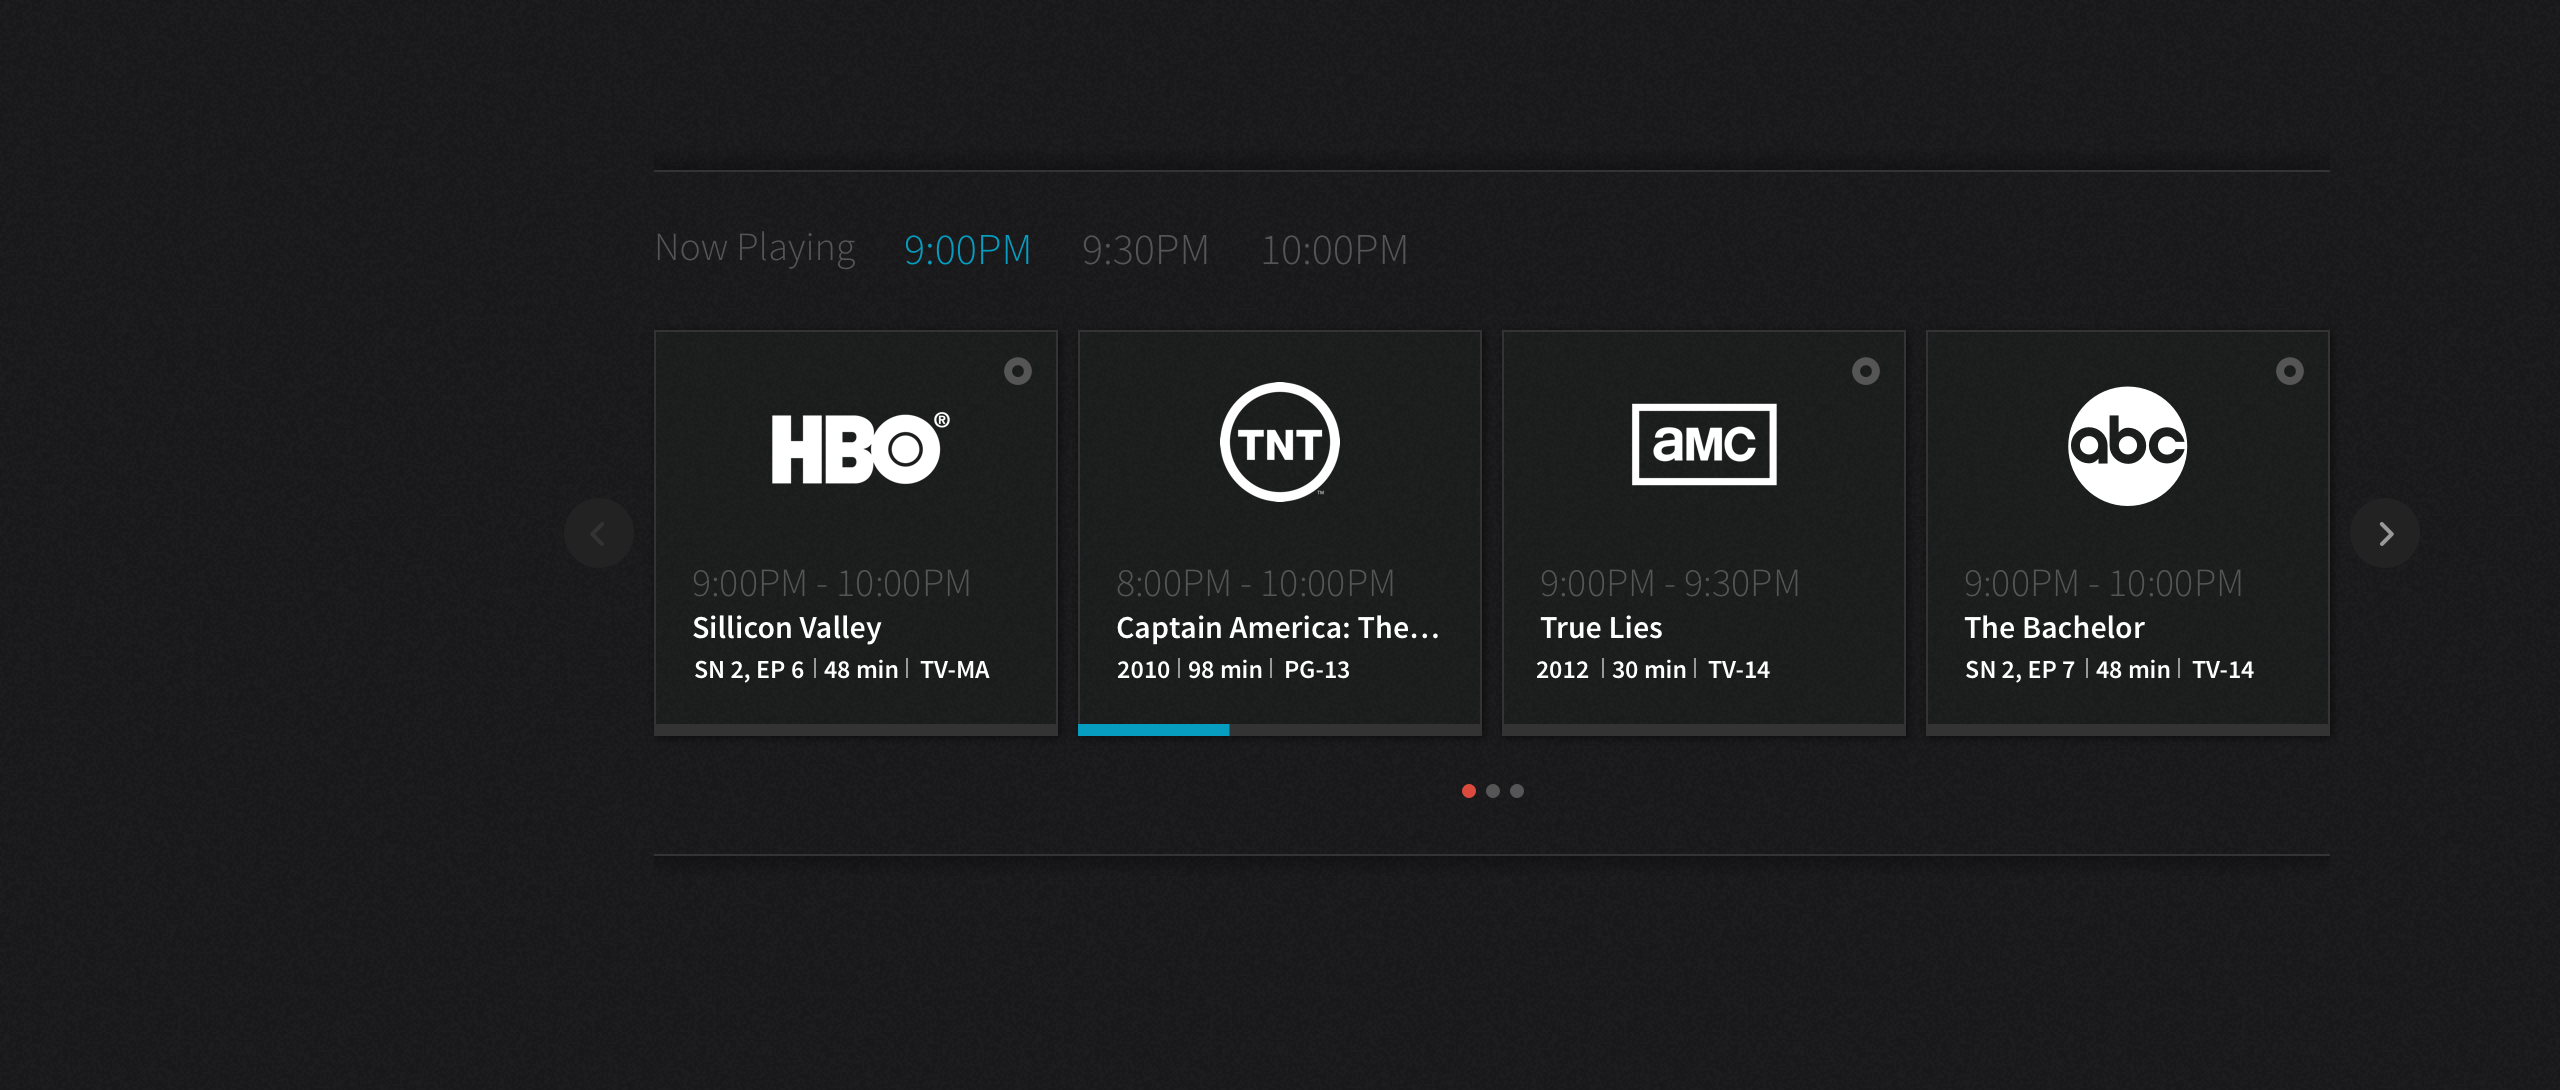 Now Playing 9:00PM 9:30PM 10:00PM
HBO®
TNT™
aMC
abc
9:00PM - 10:00PM
Sillicon Valley
SN 2, EP 6 | 48 min | TV-MA
8:00PM - 10:00PM
Captain America: The...
2010 | 98 min | PG-13
9:00PM - 9:30PM
True Lies
2012 | 30 min | TV-14
9:00PM - 10:00PM
The Bachelor
SN 2, EP 7 | 48 min | TV-14